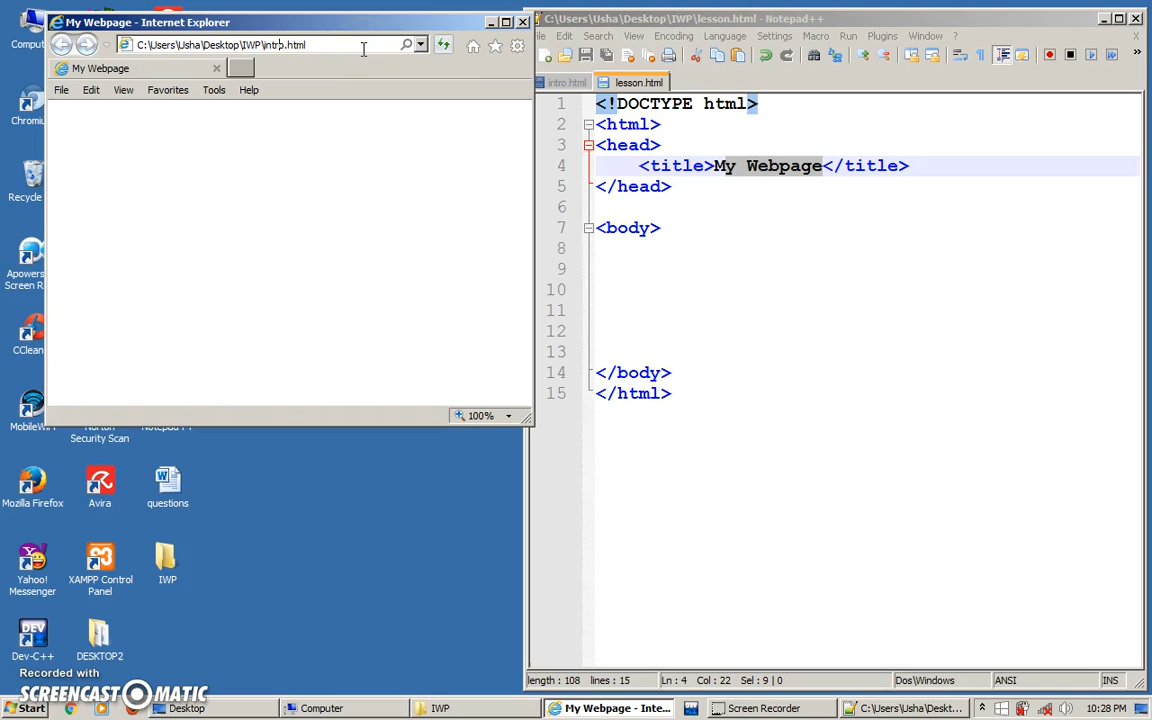 My Webpage - Internet Explorer
C:\Users\Usha\Desktop\IWP\intr.html
My Webpage
File Edit View Favorites Tools Help
100%
C:\Users\Usha\Desktop\IWP\lesson.html - Notepad++
File Edit Search View Encoding Language Settings Macro Run Plugins Window
X
intro.html lesson.html
1 <!DOCTYPE html>
2 <html>
3 <head>
4 <title>My Webpage</title>
5 </head>
6
7 <body>
8
9
10
11
12
13
14 </body>
15 </html>
length : 108 lines : 15 Ln : 4 Col : 22 Sel : 9 | 0 Dos\Windows ANSI INS
Recycle
Norton
Security Scan
Mozilla Firefox
Avira
questions
Yahoo!
Messenger
XAMPP Control
Panel
IWP
Dev-C++
DESKTOP2
Recorded with
SCREENCAST MATIC
Start Desktop Computer IWP My Webpage - Inte... Screen Recorder C:\Users\Usha\Deskt... 10:28 PM